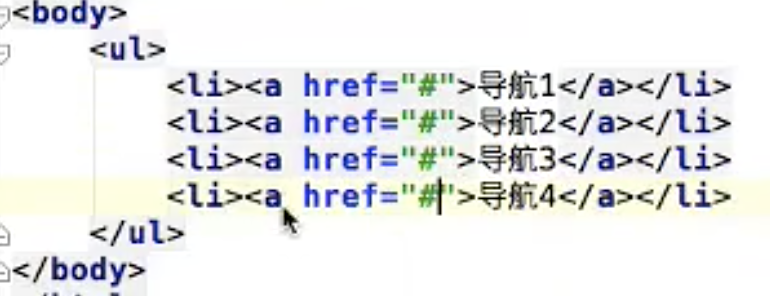 <body>
<ul>
<li><a href="#">导航1</a></li>
<li><a href="#">导航2</a></li>
<li><a href="#">导航3</a></li>
<li><a href="#">导航4</a></li>
</ul>
</body>